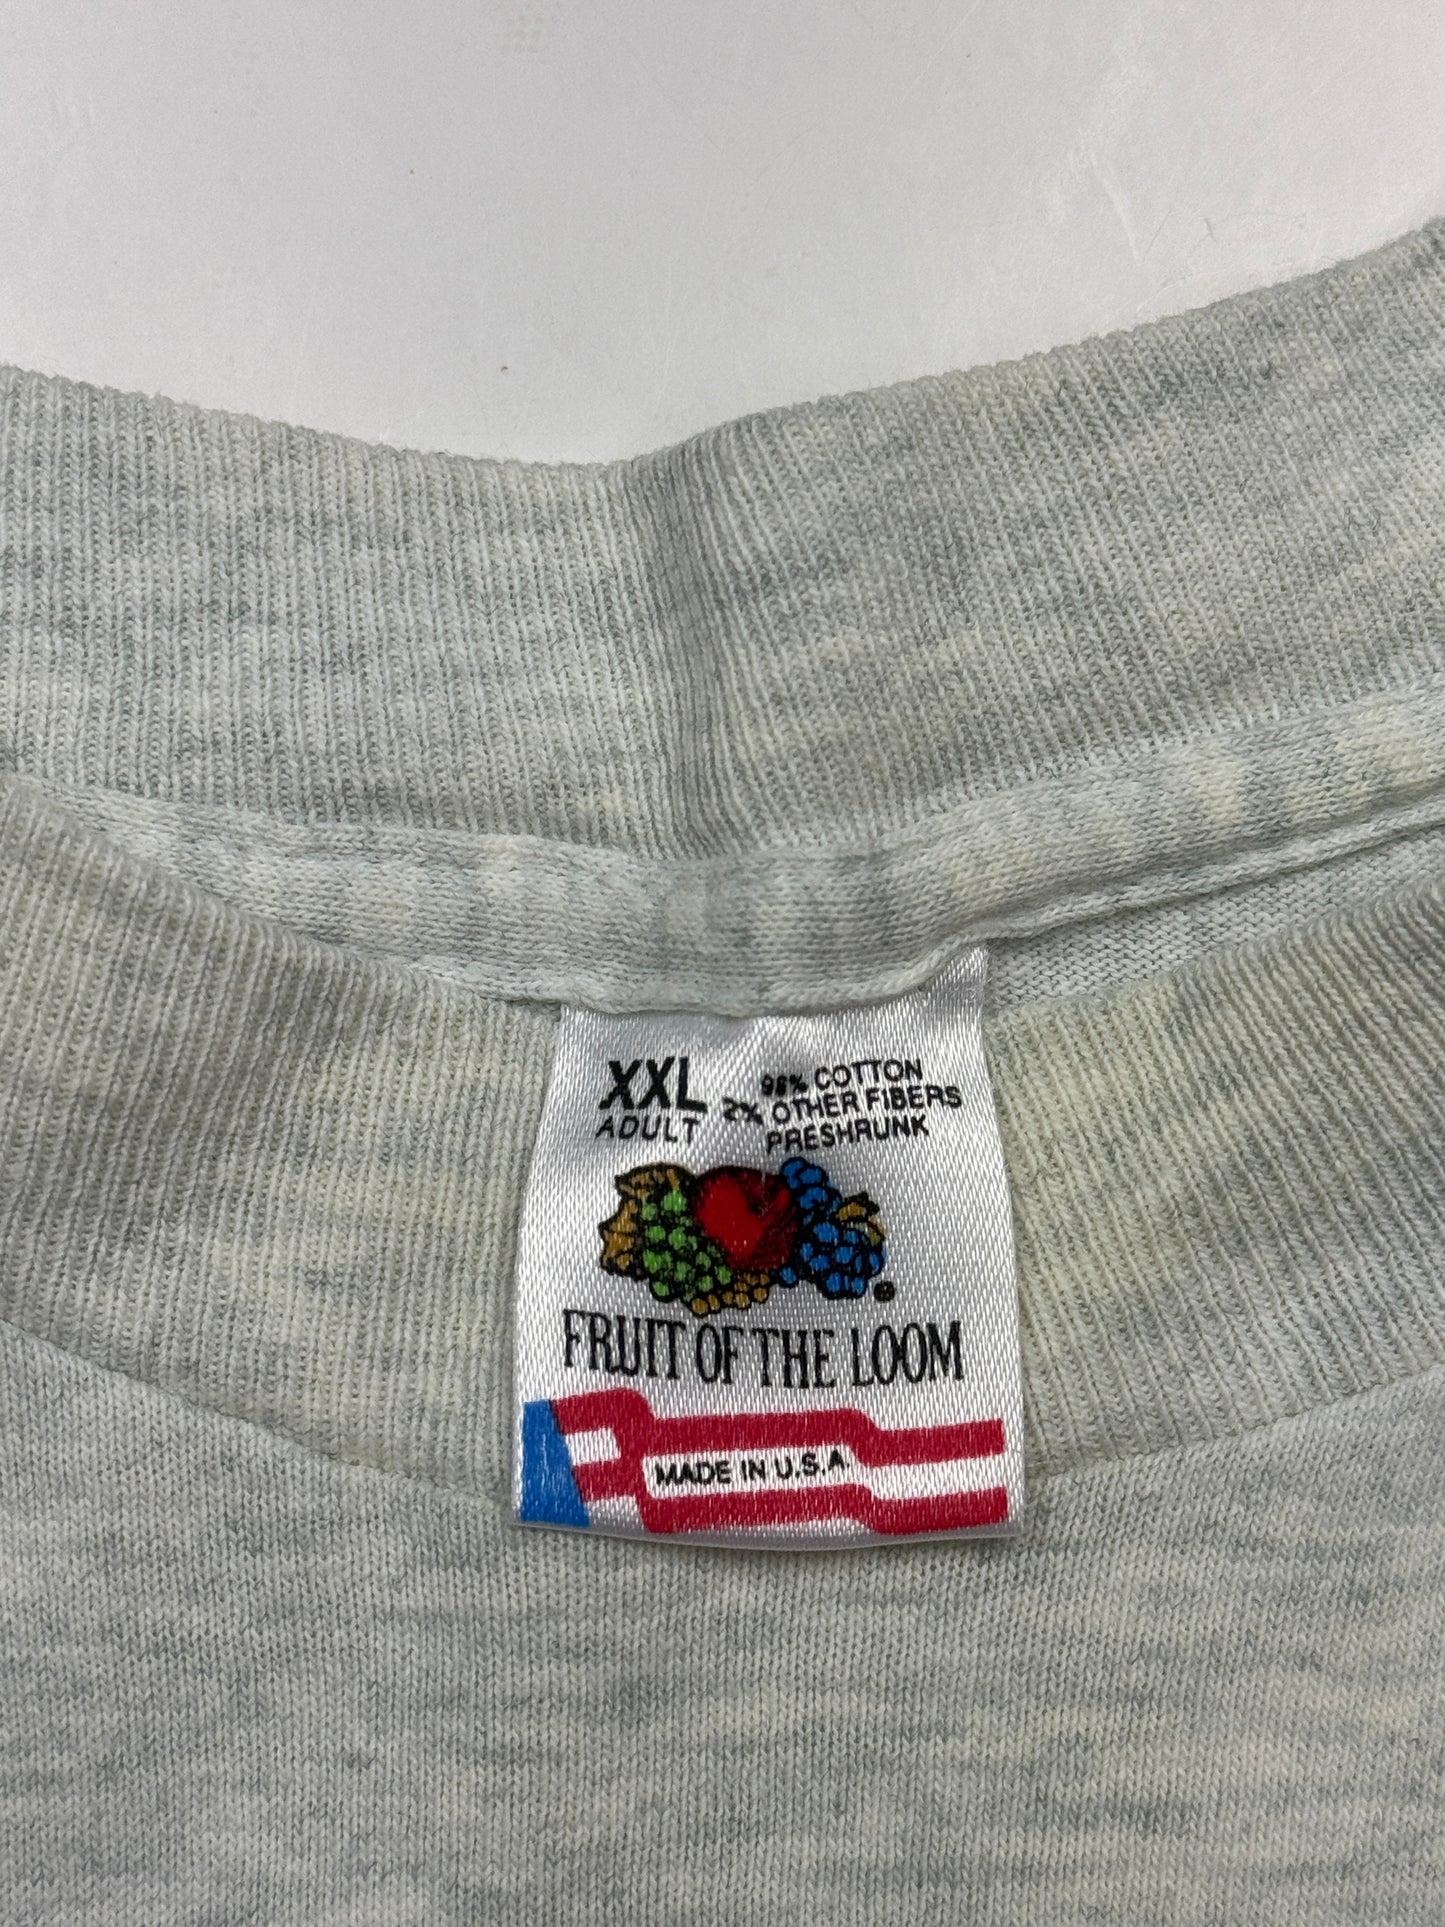 XXL
ADULT
98% COTTON
2% OTHER FIBERS
PRESHRUNK
®
FRUIT OF THE LOOM
MADE IN U.S.A.